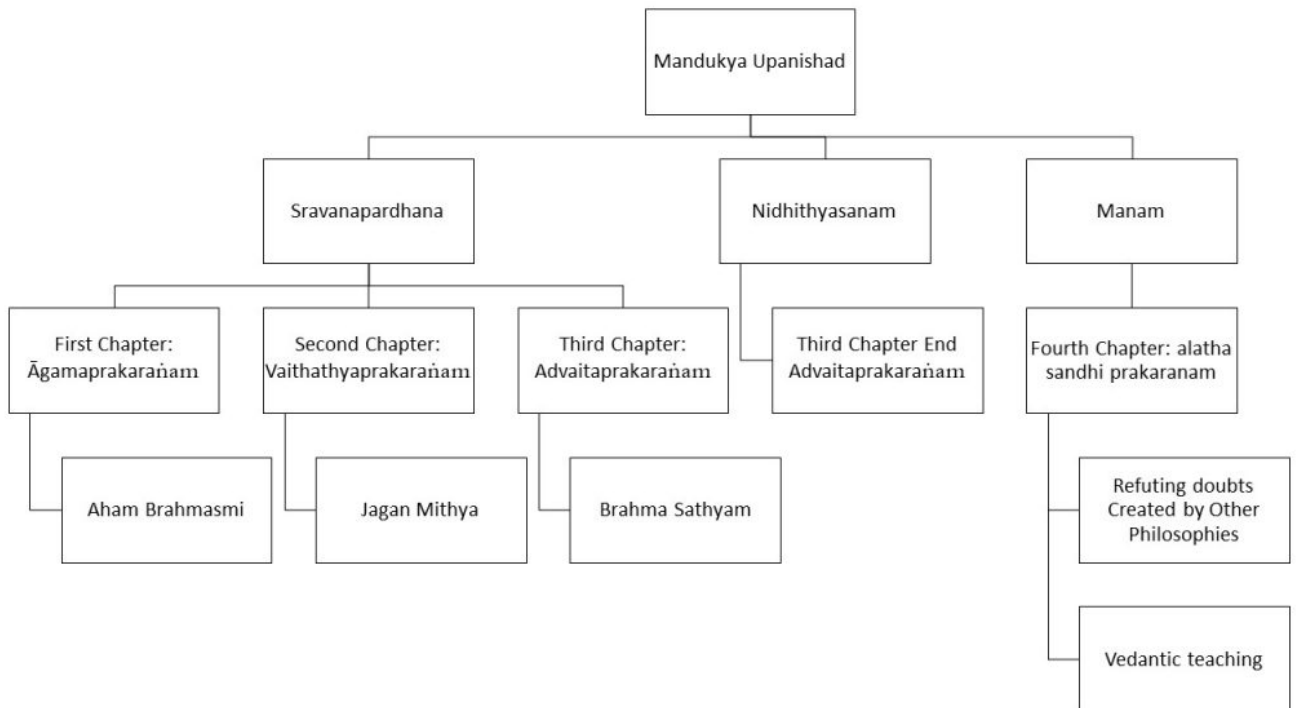 Mandukya Upanishad
Sravanapardhana
Nidhithyasanam
Manam
First Chapter:
Āgamaprakaraṅam
Second Chapter:
Vaithathyaprakaraṅam
Third Chapter:
Advaitaprakaraṅam
Third Chapter End
Advaitaprakaraṅam
Fourth Chapter: alatha
sandhi prakaranam
Aham Brahmasmi
Jagan Mithya
Brahma Sathyam
Refuting doubts
Created by Other
Philosophies
Vedantic teaching